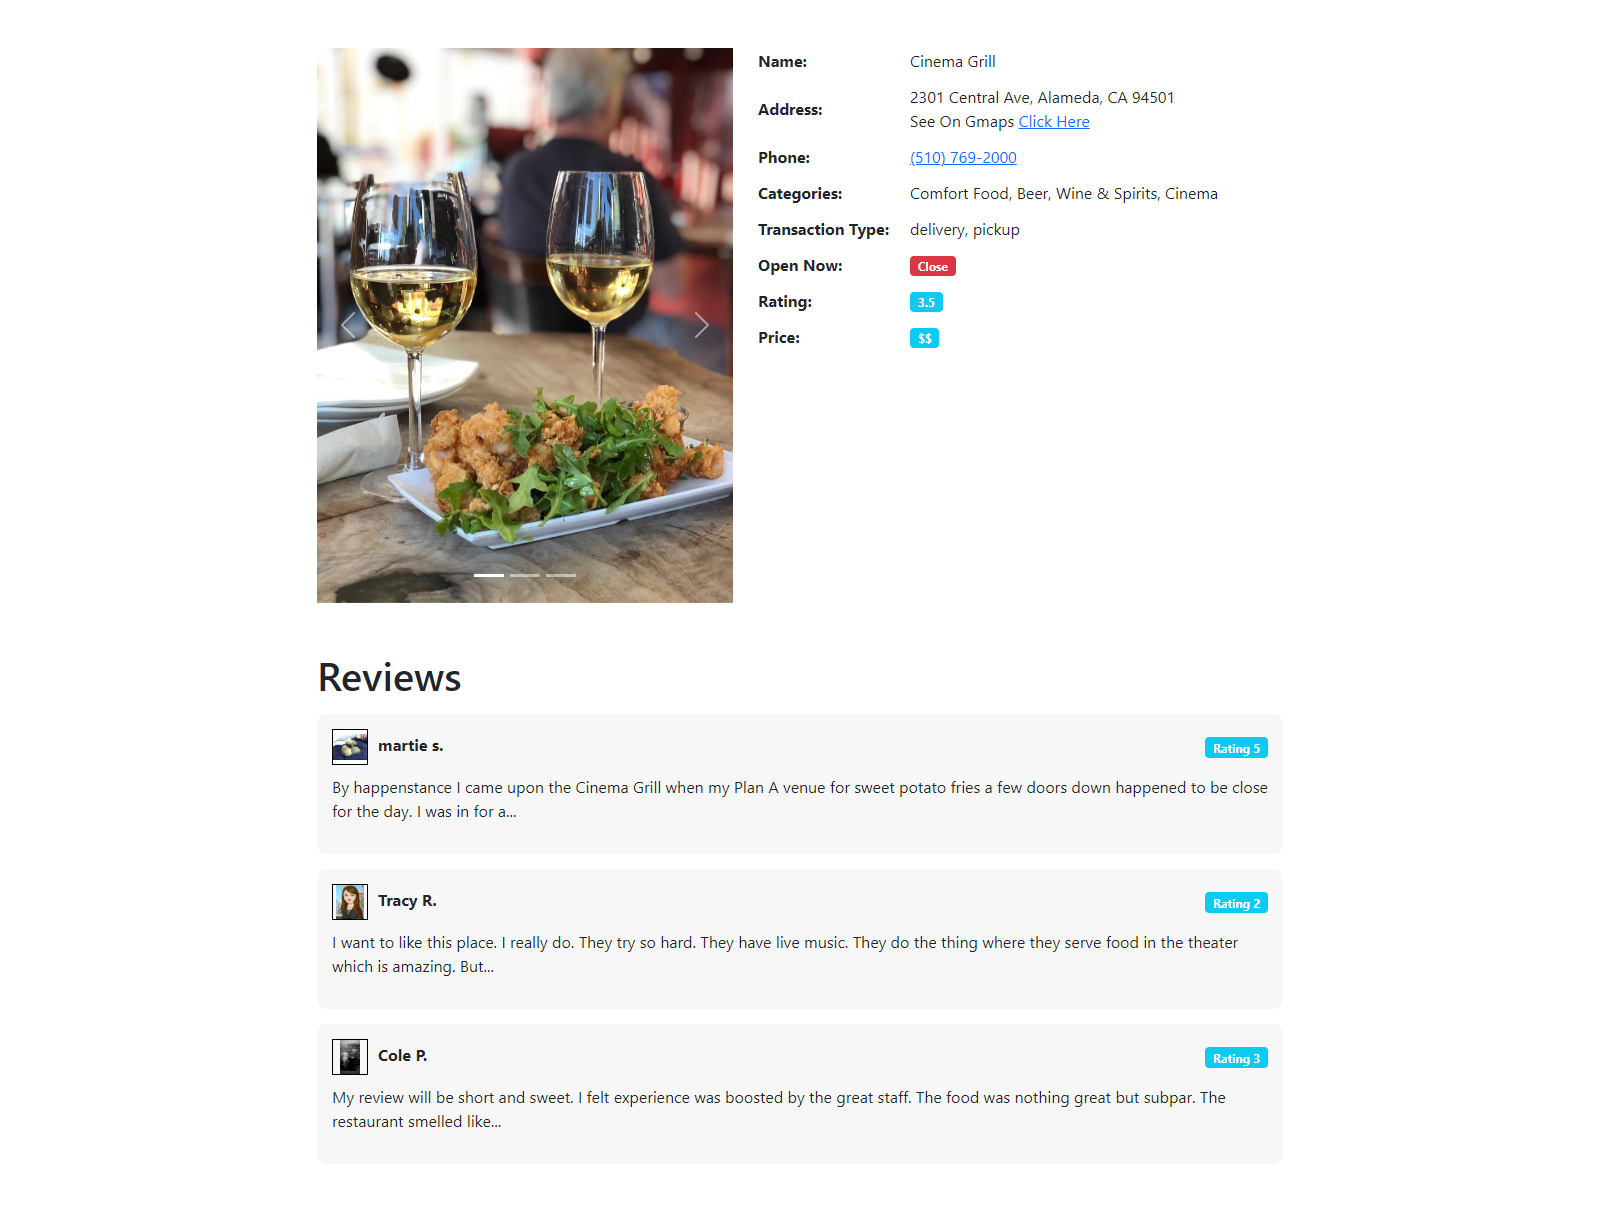 Name: Cinema Grill
Address: 2301 Central Ave, Alameda, CA 94501
See On Gmaps Click Here
Phone: (510) 769-2000
Categories: Comfort Food, Beer, Wine & Spirits, Cinema
Transaction Type: delivery, pickup
Open Now: Close
Rating: 3.5
Price: $$
Reviews
martie s. Rating 5
By happenstance I came upon the Cinema Grill when my Plan A venue for sweet potato fries a few doors down happened to be close
for the day. I was in for a...
Tracy R. Rating 2
I want to like this place. I really do. They try so hard. They have live music. They do the thing where they serve food in the theater
which is amazing. But...
Cole P. Rating 3
My review will be short and sweet. I felt experience was boosted by the great staff. The food was nothing great but subpar. The
restaurant smelled like...